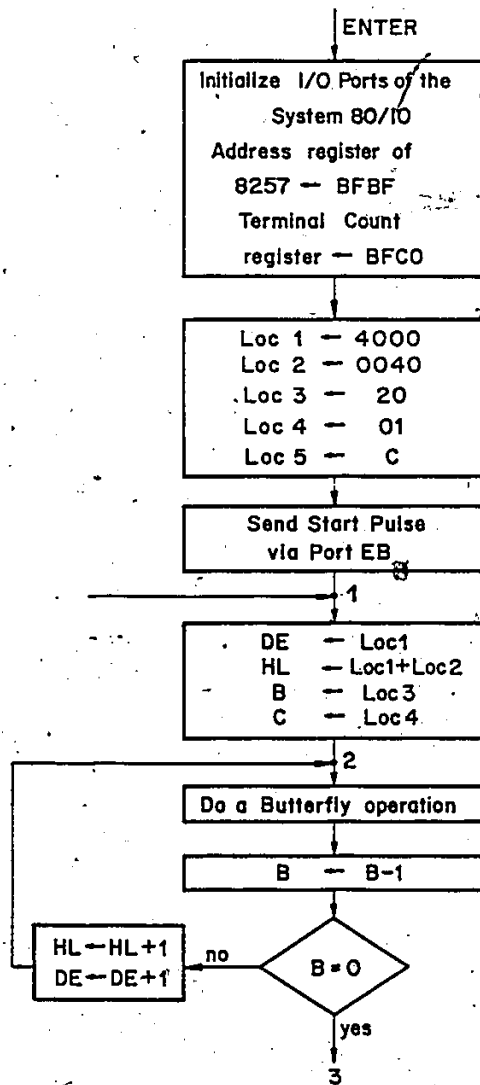 ENTER
Initialize I/O Ports of the
System 80/10
Address register of
8257 ← BFBF
Terminal Count
register ← BFC0
Loc 1 ← 4000
Loc 2 ← 0040
Loc 3 ← 20
Loc 4 ← 01
Loc 5 ← C
Send Start Pulse
via Port EB
1
DE ← Loc1
HL ← Loc1+Loc2
B ← Loc3
C ← Loc4
2
Do a Butterfly operation
B ← B-1
HL←HL+1
DE←DE+1
no
B=0
yes
3